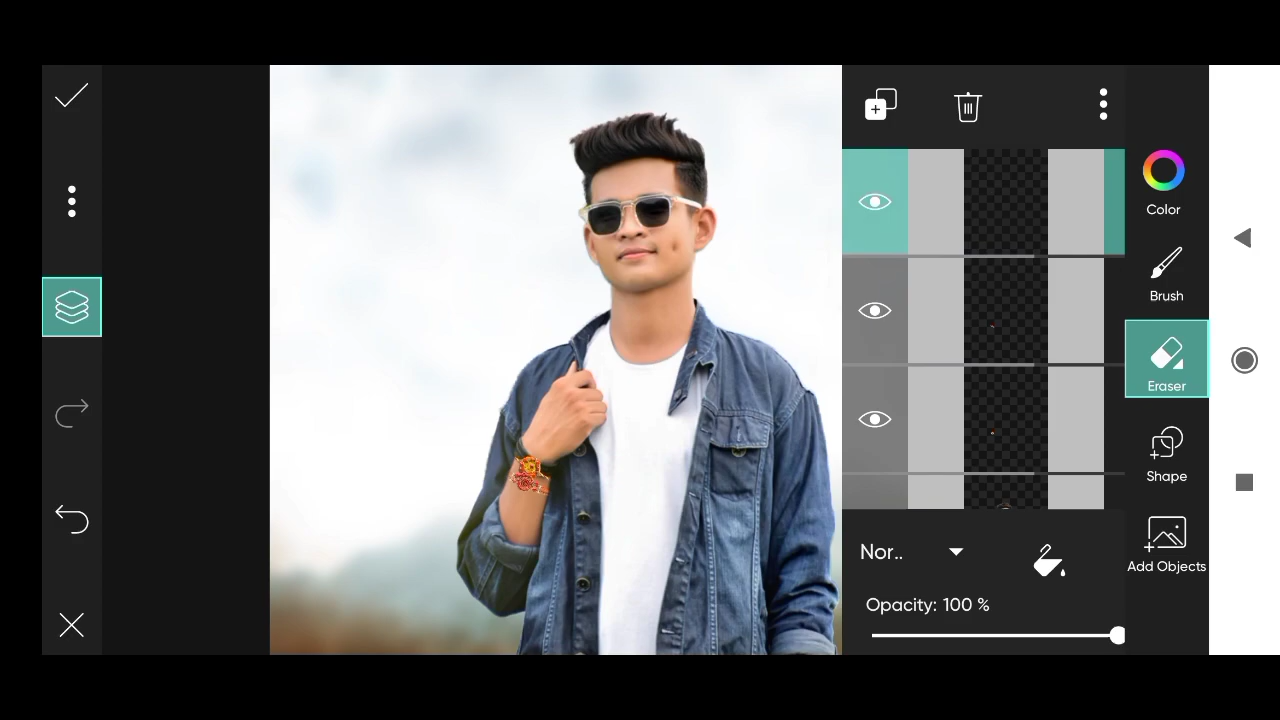 Color
Brush
Eraser
Shape
Add Objects
Nor..
Opacity: 100 %